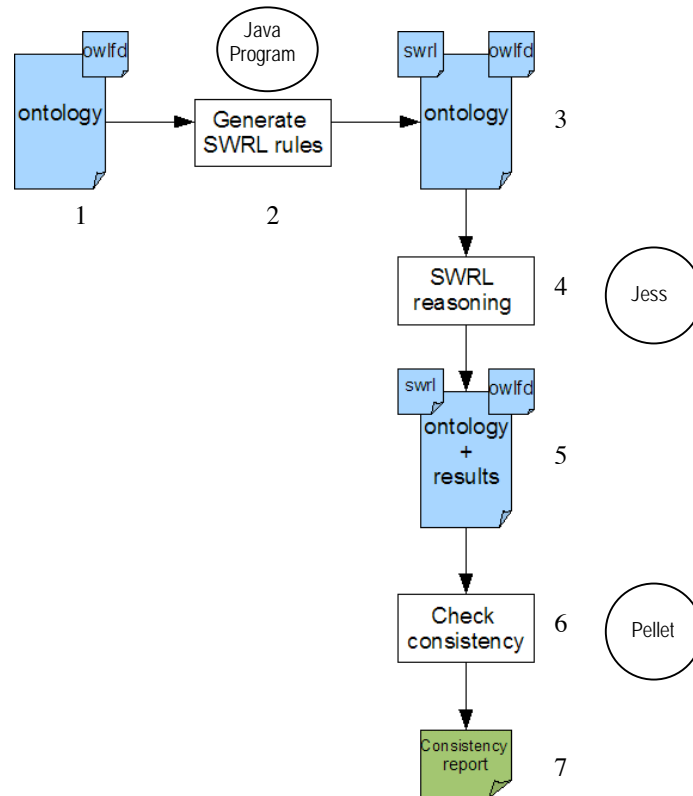 Java
Program
owlfd
ontology
Generate
SWRL rules
swrl
owlfd
ontology
3
1
2
SWRL
reasoning
4
Jess
swrl
owlfd
ontology
+
results
5
Check
consistency
6
Pellet
Consistency
report
7